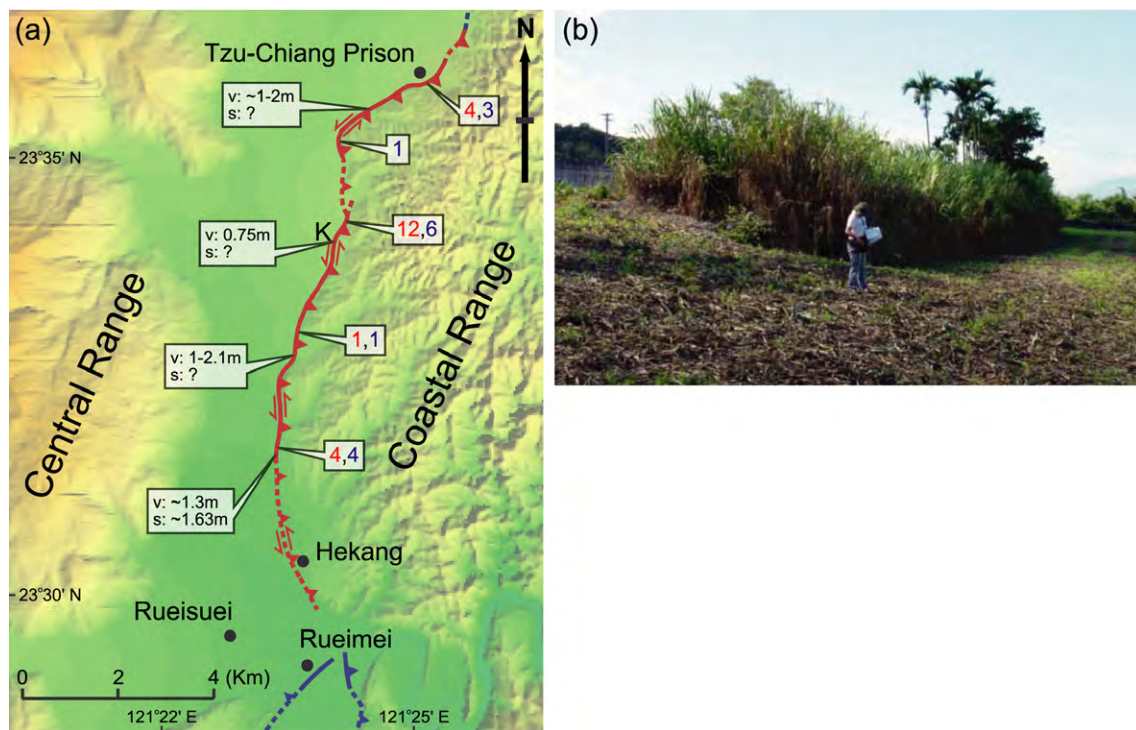 (a)
N
Tzu-Chiang Prison
v: ~1-2m
s: ?
4,3
23°35' N
1
K
12,6
v: 0.75m
s: ?
Central Range
Coastal Range
1,1
v: 1-2.1m
s: ?
4,4
v: ~1.3m
s: ~1.63m
Hekang
23°30' N
Rueisuei
Rueimei
0 2 4 (Km)
121°22' E
121°25' E
(b)